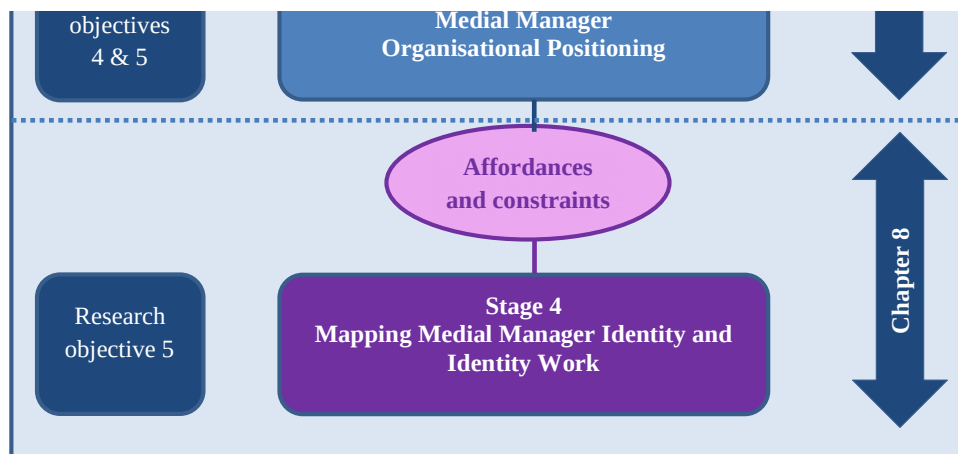 objectives
4 & 5
Medial Manager
Organisational Positioning
Affordances
and constraints
Research
objective 5
Stage 4
Mapping Medial Manager Identity and
Identity Work
Chapter 8